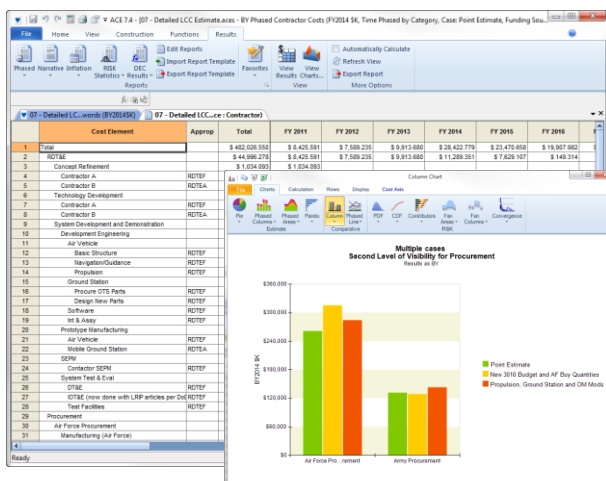 ACE 7.4 - [07 - Detailed LCC Estimate.aces - BY Phased Contractor Costs (FY2014 $K, Time Phased by Category, Case: Point Estimate, Funding Sou...
File Home View Construction Functions Results
Phased Narrative Inflation RISK Statistics DEC Results
Edit Reports
Import Report Template
Export Report Template
Favorites
View Results View Charts...
Automatically Calculate
Refresh View
Export Report
Reports View More Options
07 - Detailed LC...words (BY2014$K) 07 - Detailed LCC...ce : Contractor)
Cost Element Approp Total FY 2011 FY 2012 FY 2013 FY 2014 FY 2015 FY 2016
1 Total $ 482,026.550 $ 8,425.591 $ 7,589.235 $ 9,913.680 $ 28,422.779 $ 23,470.658 $ 19,907.982
2 RDT&E $ 44,996.278 $ 8,425.591 $ 7,589.235 $ 9,913.680 $ 11,289.351 $ 7,629.107 $ 149.314
3 Concept Refinement $ 1,034.093 $ 1,034.093
4 Contractor A RDTEF
5 Contractor B RDTEA
6 Technology Development
7 Contractor A RDTEF
8 Contractor B RDTEA
9 System Development and Demonstration
10 Development Engineering
11 Air Vehicle
12 Basic Structure RDTEF
13 Navigation/Guidance RDTEF
14 Propulsion RDTEF
15 Ground Station
16 Procure OTS Parts RDTEF
17 Design New Parts RDTEF
18 Software RDTEF
19 Int & Assy RDTEF
20 Prototype Manufacturing
21 Air Vehicle RDTEF
22 Mobile Ground Station RDTEA
23 SEPM
24 Contactor SEPM RDTEF
25 System Test & Eval
26 DT&E RDTEF
27 IOT&E (now done with LRIP articles per Do RDTEF
28 Test Facilities RDTEF
29 Procurement
30 Air Force Procurement
31 Manufacturing (Air Force)
Ready
Column Chart
File Charts Calculation Rows Display Cost Axis
Pie Phased Columns Phased Areas Pareto Column Phased Line PDF CDF Contributors Fan Areas Fan Columns Convergence
Estimate Comparative RISK
Multiple cases
Second Level of Visibility for Procurement
Results as BY
BY2014 $K
$360,000
$300,000
$240,000
$180,000
$120,000
$60,000
$0
Air Force Pro...rement Army Procurement
Point Estimate
New 3010 Budget and AF Buy Quantities
Propulsion, Ground Station and OM Mods